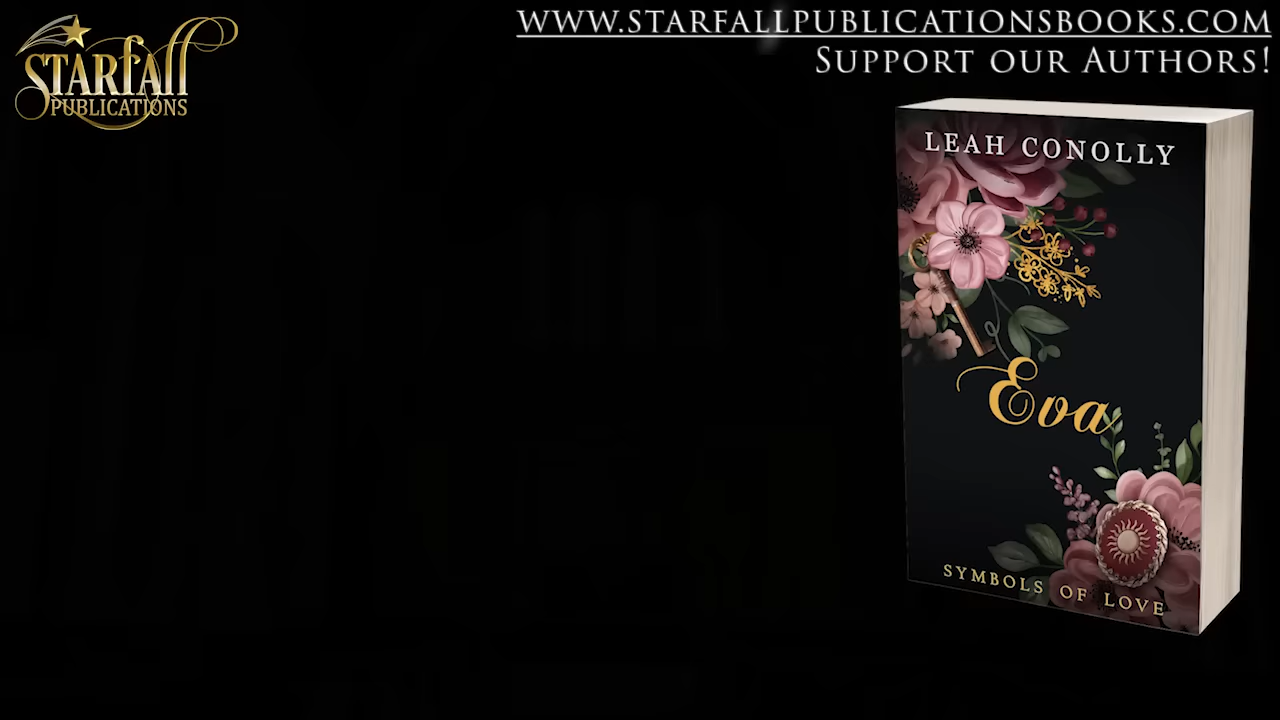 STARfall
PUBLICATIONS
WWW.STARFALLPUBLICATIONSBOOKS.COM
SUPPORT OUR AUTHORS!
LEAH CONOLLY
Eva
SYMBOLS OF LOVE